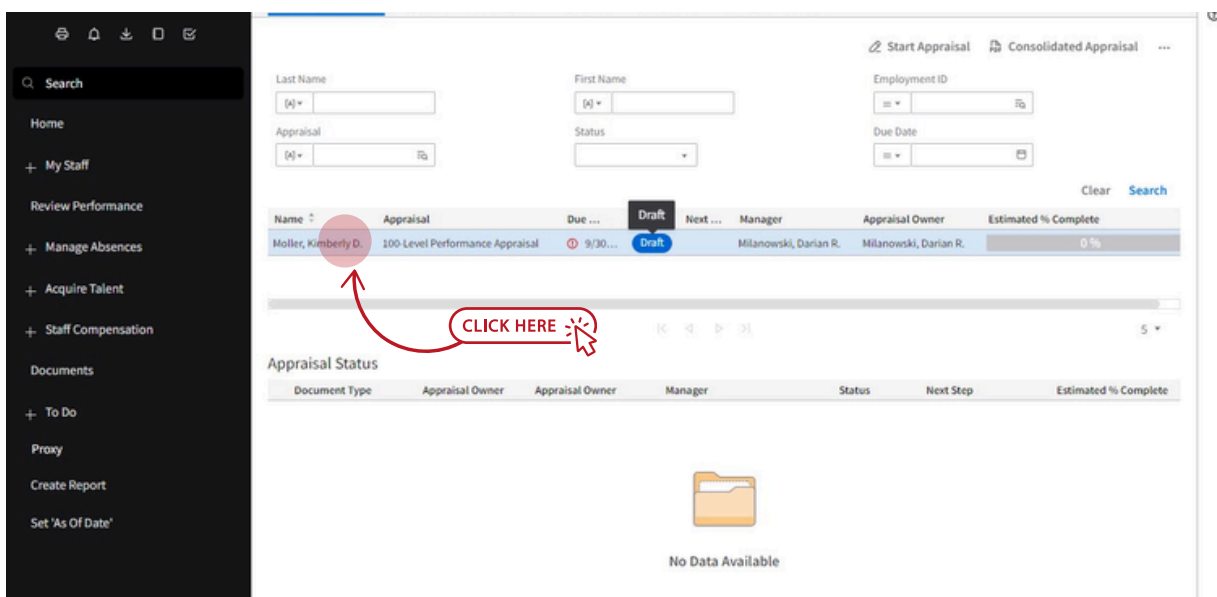 Search
Home
+ My Staff
Review Performance
+ Manage Absences
+ Acquire Talent
+ Staff Compensation
Documents
+ To Do
Proxy
Create Report
Set 'As Of Date'
Start Appraisal Consolidated Appraisal ...
Last Name First Name Employment ID
[A] [A] =
Appraisal Status Due Date
[A] =
Clear Search
Draft
Name Appraisal Due .... Next .... Manager Appraisal Owner Estimated % Complete
Moller, Kimberly D. 100-Level Performance Appraisal 9/30... Draft Milanowski, Darian R. Milanowski, Darian R. 0 %
CLICK HERE
5
Appraisal Status
Document Type Appraisal Owner Appraisal Owner Manager Status Next Step Estimated % Complete
No Data Available